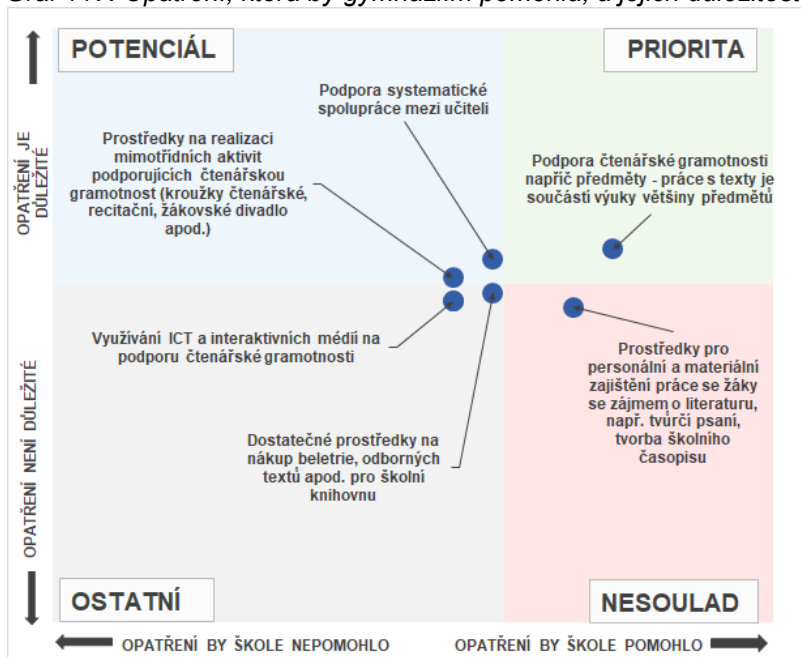 POTENCIÁL
PRIORITA
Podpora systematické
spolupráce mezi učiteli
Prostředky na realizaci
mimotřídních aktivit
podporujících čtenářskou
gramotnost (kroužky čtenářské,
recitační, žákovské divadlo
apod.)
Podpora čtenářské gramotnosti
napříč předměty - práce s texty je
součástí výuky většiny předmětů
OPATŘENÍ JE
DŮLEŽITÉ
Využívání ICT a interaktivních médií na
podporu čtenářské gramotnosti
Prostředky pro
personální a materiální
zajištění práce se žáky
se zájmem o literaturu,
např. tvůrčí psaní,
tvorba školního
časopisu
Dostatečné prostředky na
nákup beletrie, odborných
textů apod. pro školní
knihovnu
OPATŘENÍ NENÍ DŮLEŽITÉ
OSTATNÍ
NESOULAD
OPATŘENÍ BY ŠKOLE NEPOMOHLO
OPATŘENÍ BY ŠKOLE POMOHLO